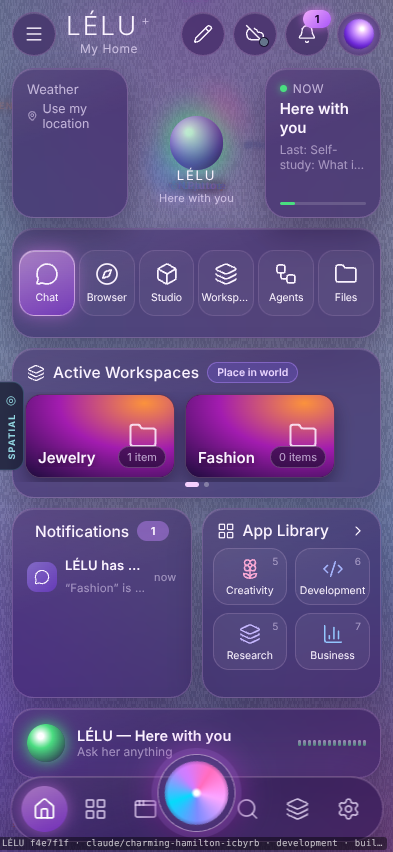 LÉLU +
My Home
1
Weather
Use my
location
LÉLU
Here with you
NOW
Here with
you
Last: Self-
study: What i...
Chat
Browser
Studio
Worksp...
Agents
Files
Active Workspaces
Place in world
SPATIAL
Jewelry
1 item
Fashion
0 items
Notifications
1
LÉLU has ...
now
“Fashion” is ...
App Library
Creativity
5
Development
6
Research
5
Business
7
LÉLU — Here with you
Ask her anything
LÉLU f4e7f1f · claude/charming-hamilton-icbyrb · development · buil…